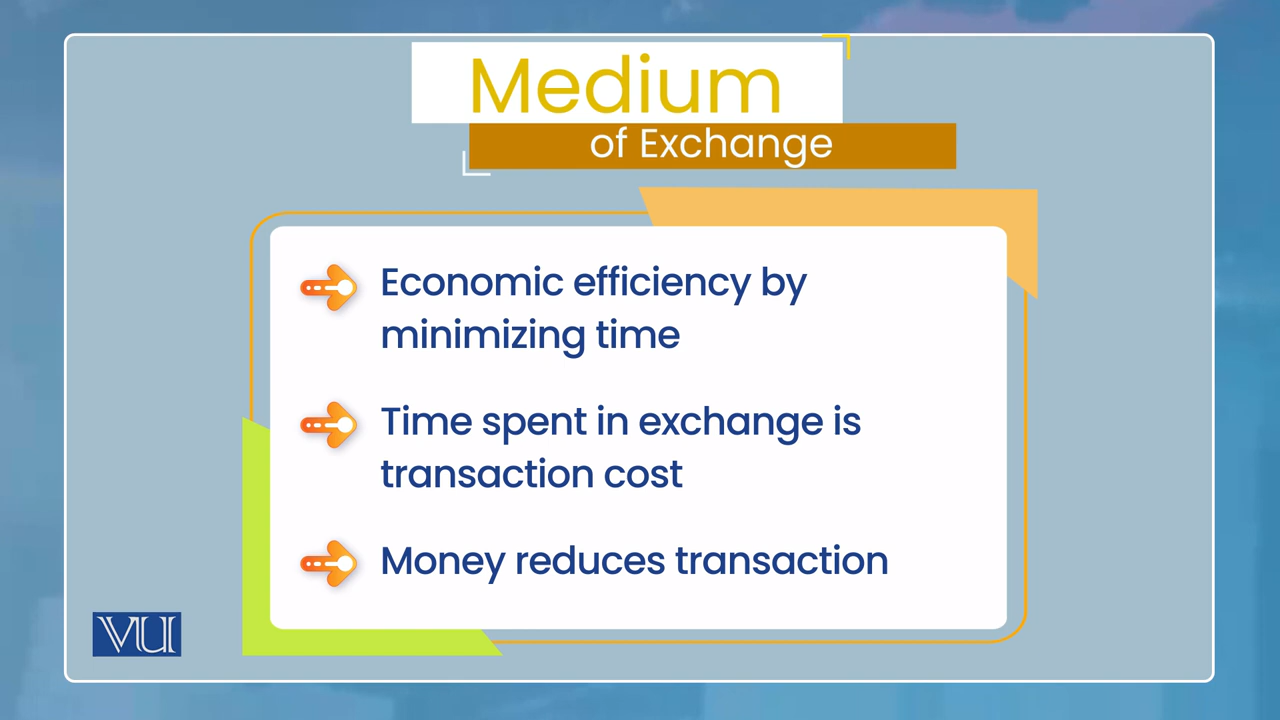 Medium
of Exchange
Economic efficiency by
minimizing time
Time spent in exchange is
transaction cost
Money reduces transaction
VU